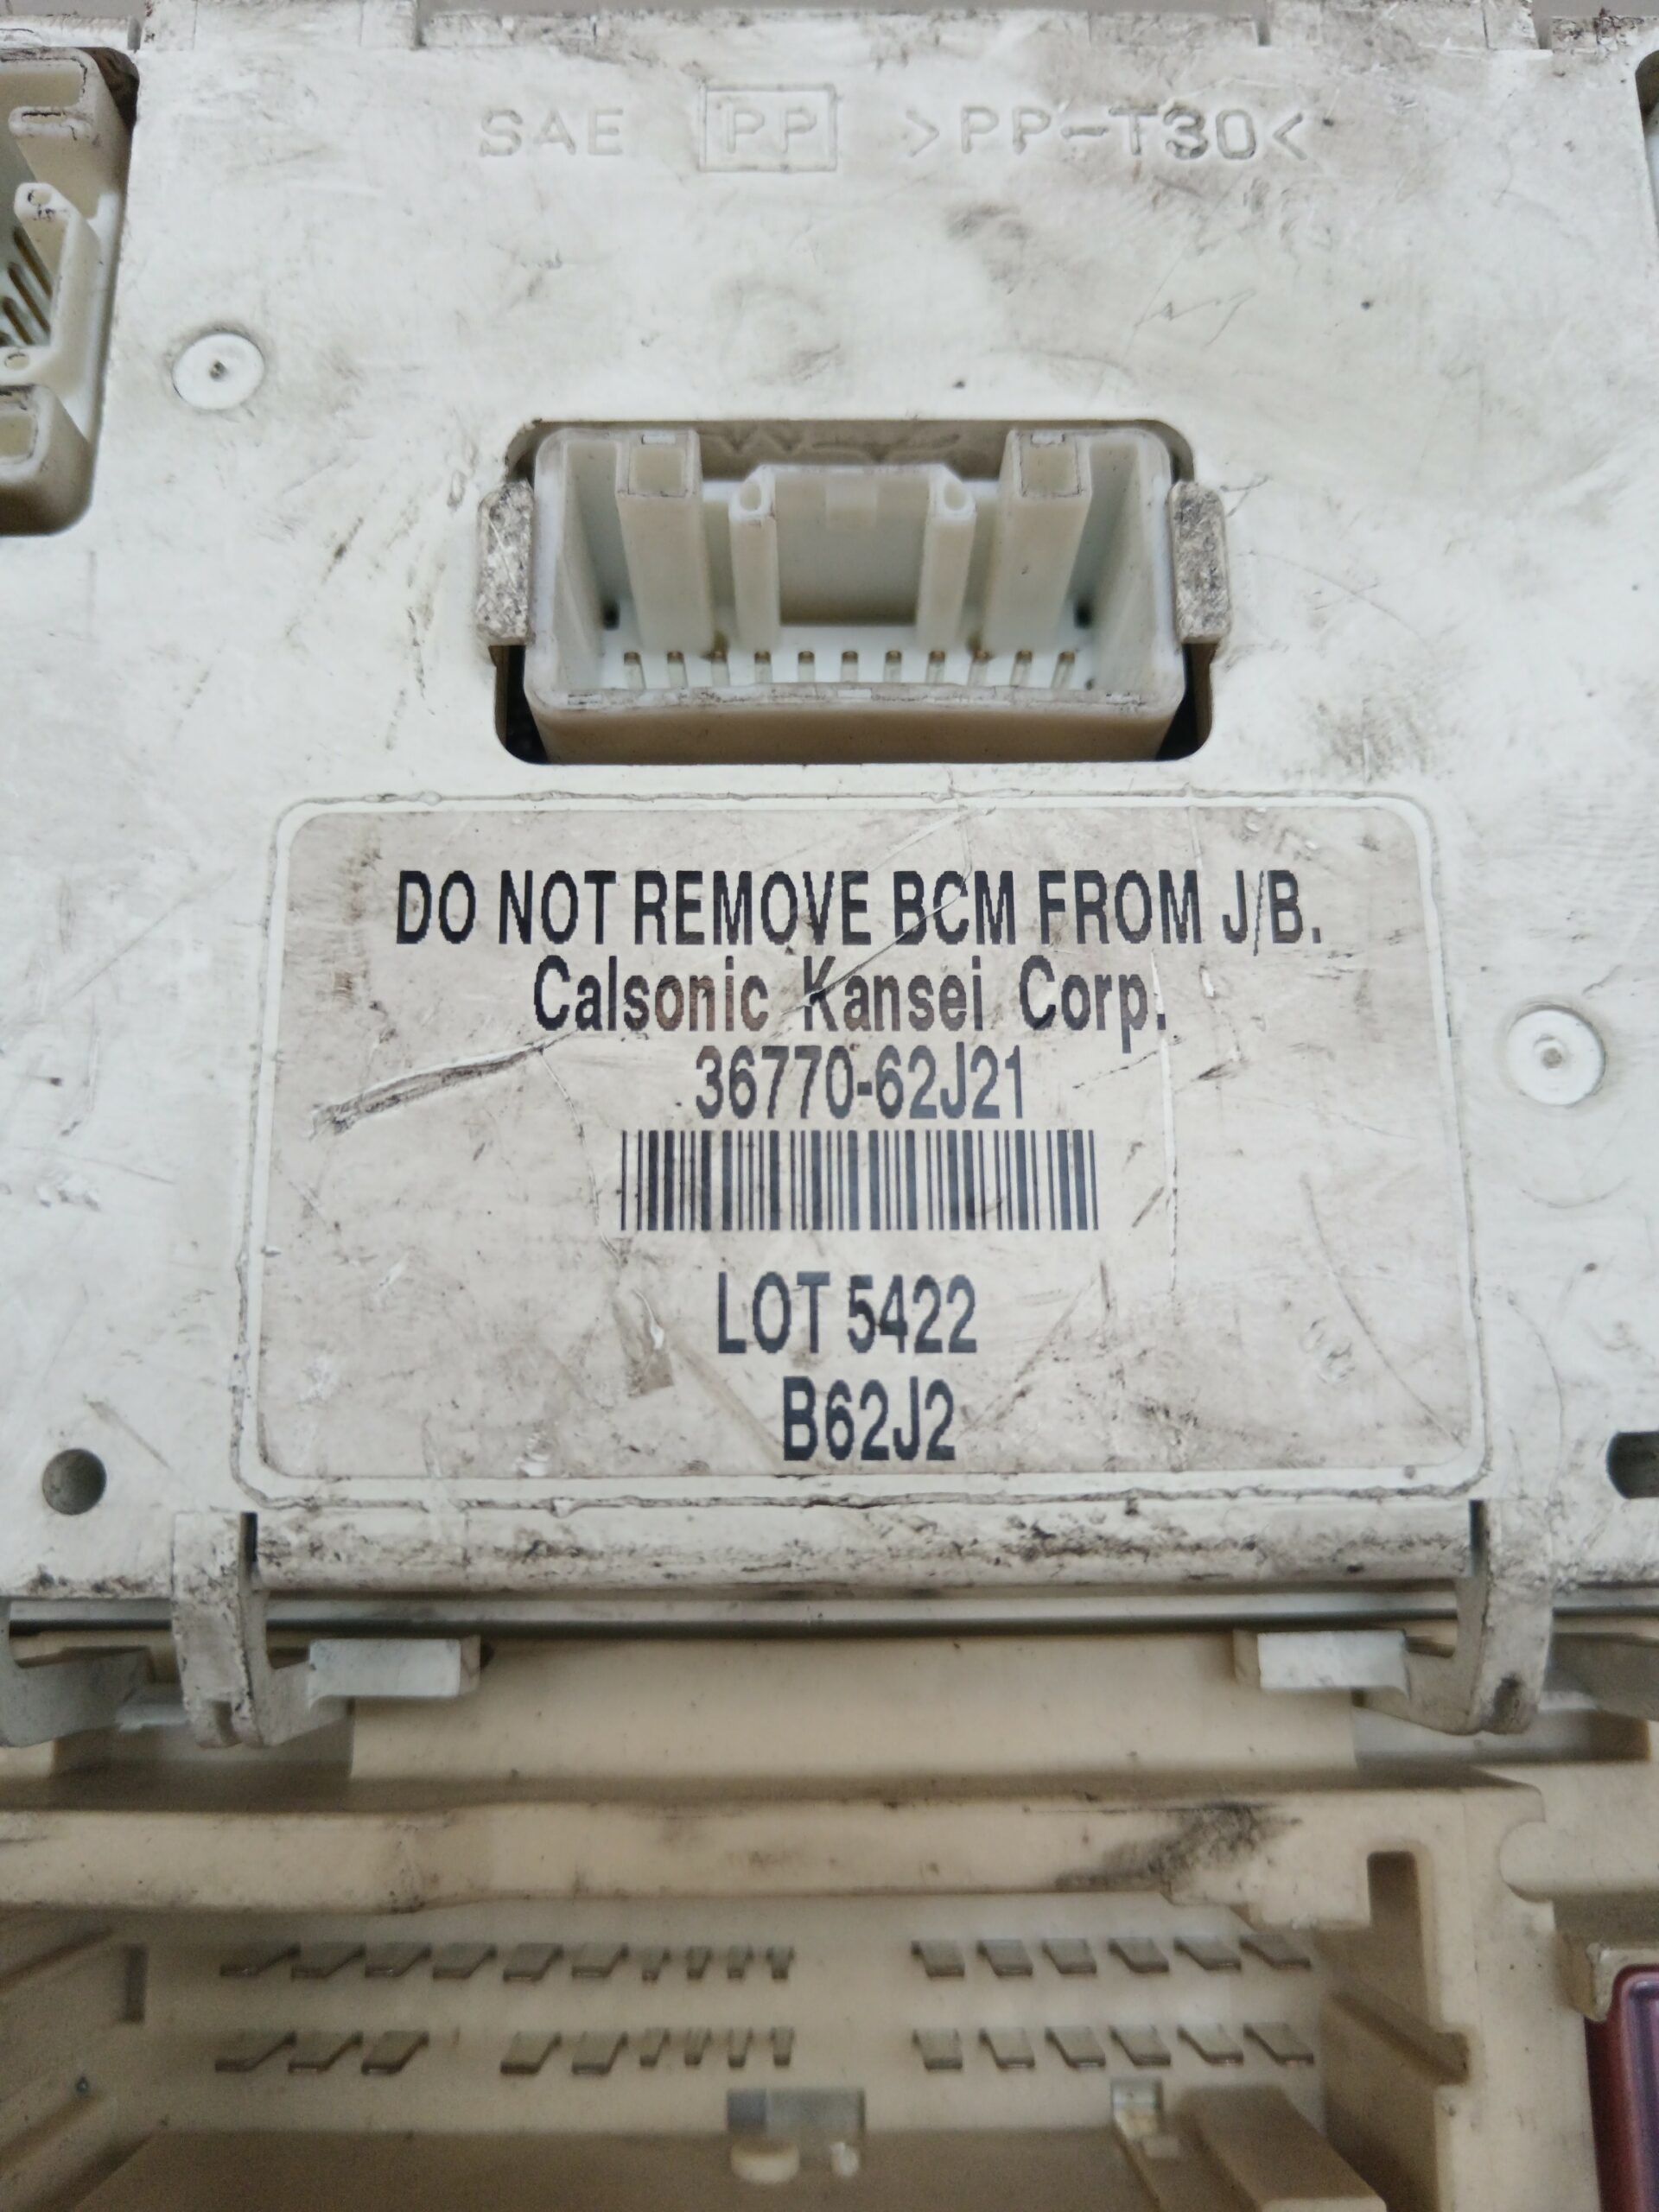 SAE PP >PP-T30<
DO NOT REMOVE BCM FROM J/B.
Calsonic Kansei Corp.
36770-62J21
LOT 5422
B62J2